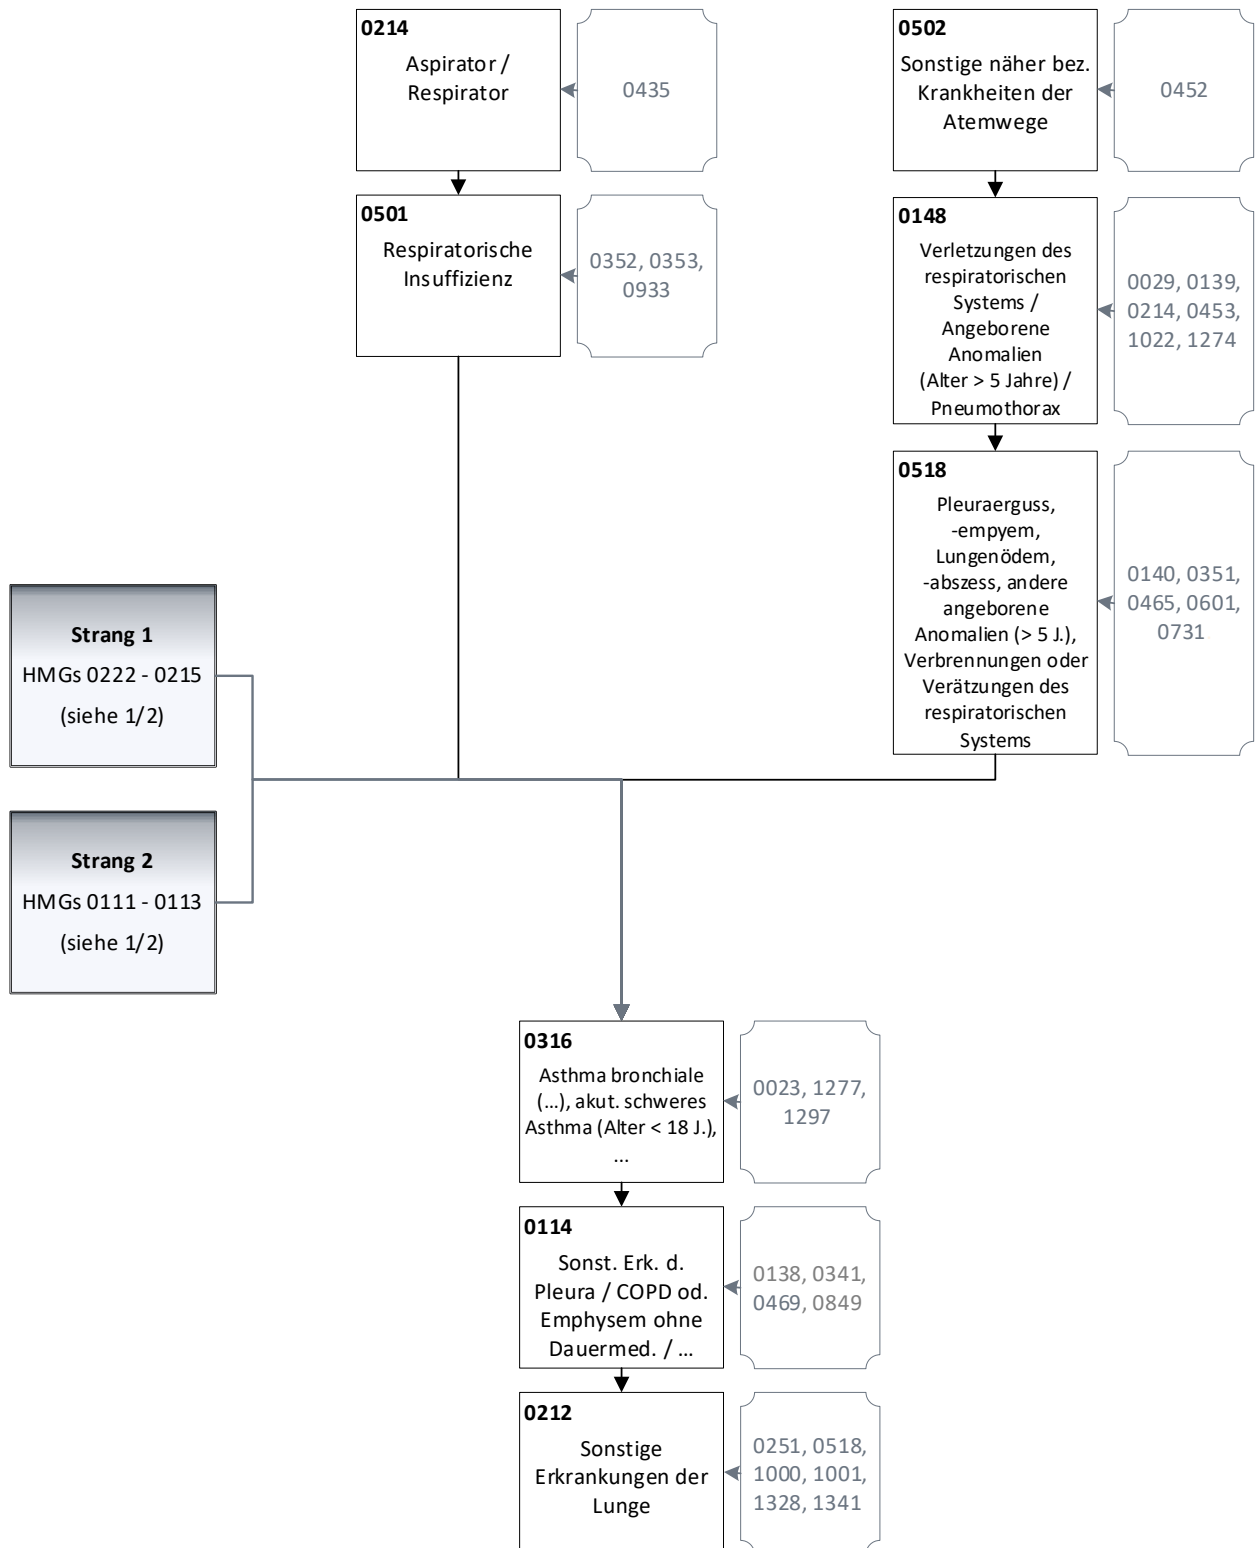 0214
Aspirator /
Respirator
0435
0501
Respiratorische
Insuffizienz
0352, 0353,
0933
0502
Sonstige näher bez.
Krankheiten der
Atemwege
0452
0148
Verletzungen des
respiratorischen
Systems /
Angeborene
Anomalien
(Alter > 5 Jahre) /
Pneumothorax
0029, 0139,
0214, 0453,
1022, 1274
0518
Pleuraerguss,
-empyem,
Lungenödem,
-abszess, andere
angeborene
Anomalien (> 5 J.),
Verbrennungen oder
Verätzungen des
respiratorischen
Systems
0140, 0351,
0465, 0601,
0731
Strang 1
HMGs 0222 - 0215
(siehe 1/2)
Strang 2
HMGs 0111 - 0113
(siehe 1/2)
0316
Asthma bronchiale
(...), akut. schweres
Asthma (Alter < 18 J.),
...
0023, 1277,
1297
0114
Sonst. Erk. d.
Pleura / COPD od.
Emphysem ohne
Dauermed. / ...
0138, 0341,
0469, 0849
0212
Sonstige
Erkrankungen der
Lunge
0251, 0518,
1000, 1001,
1328, 1341